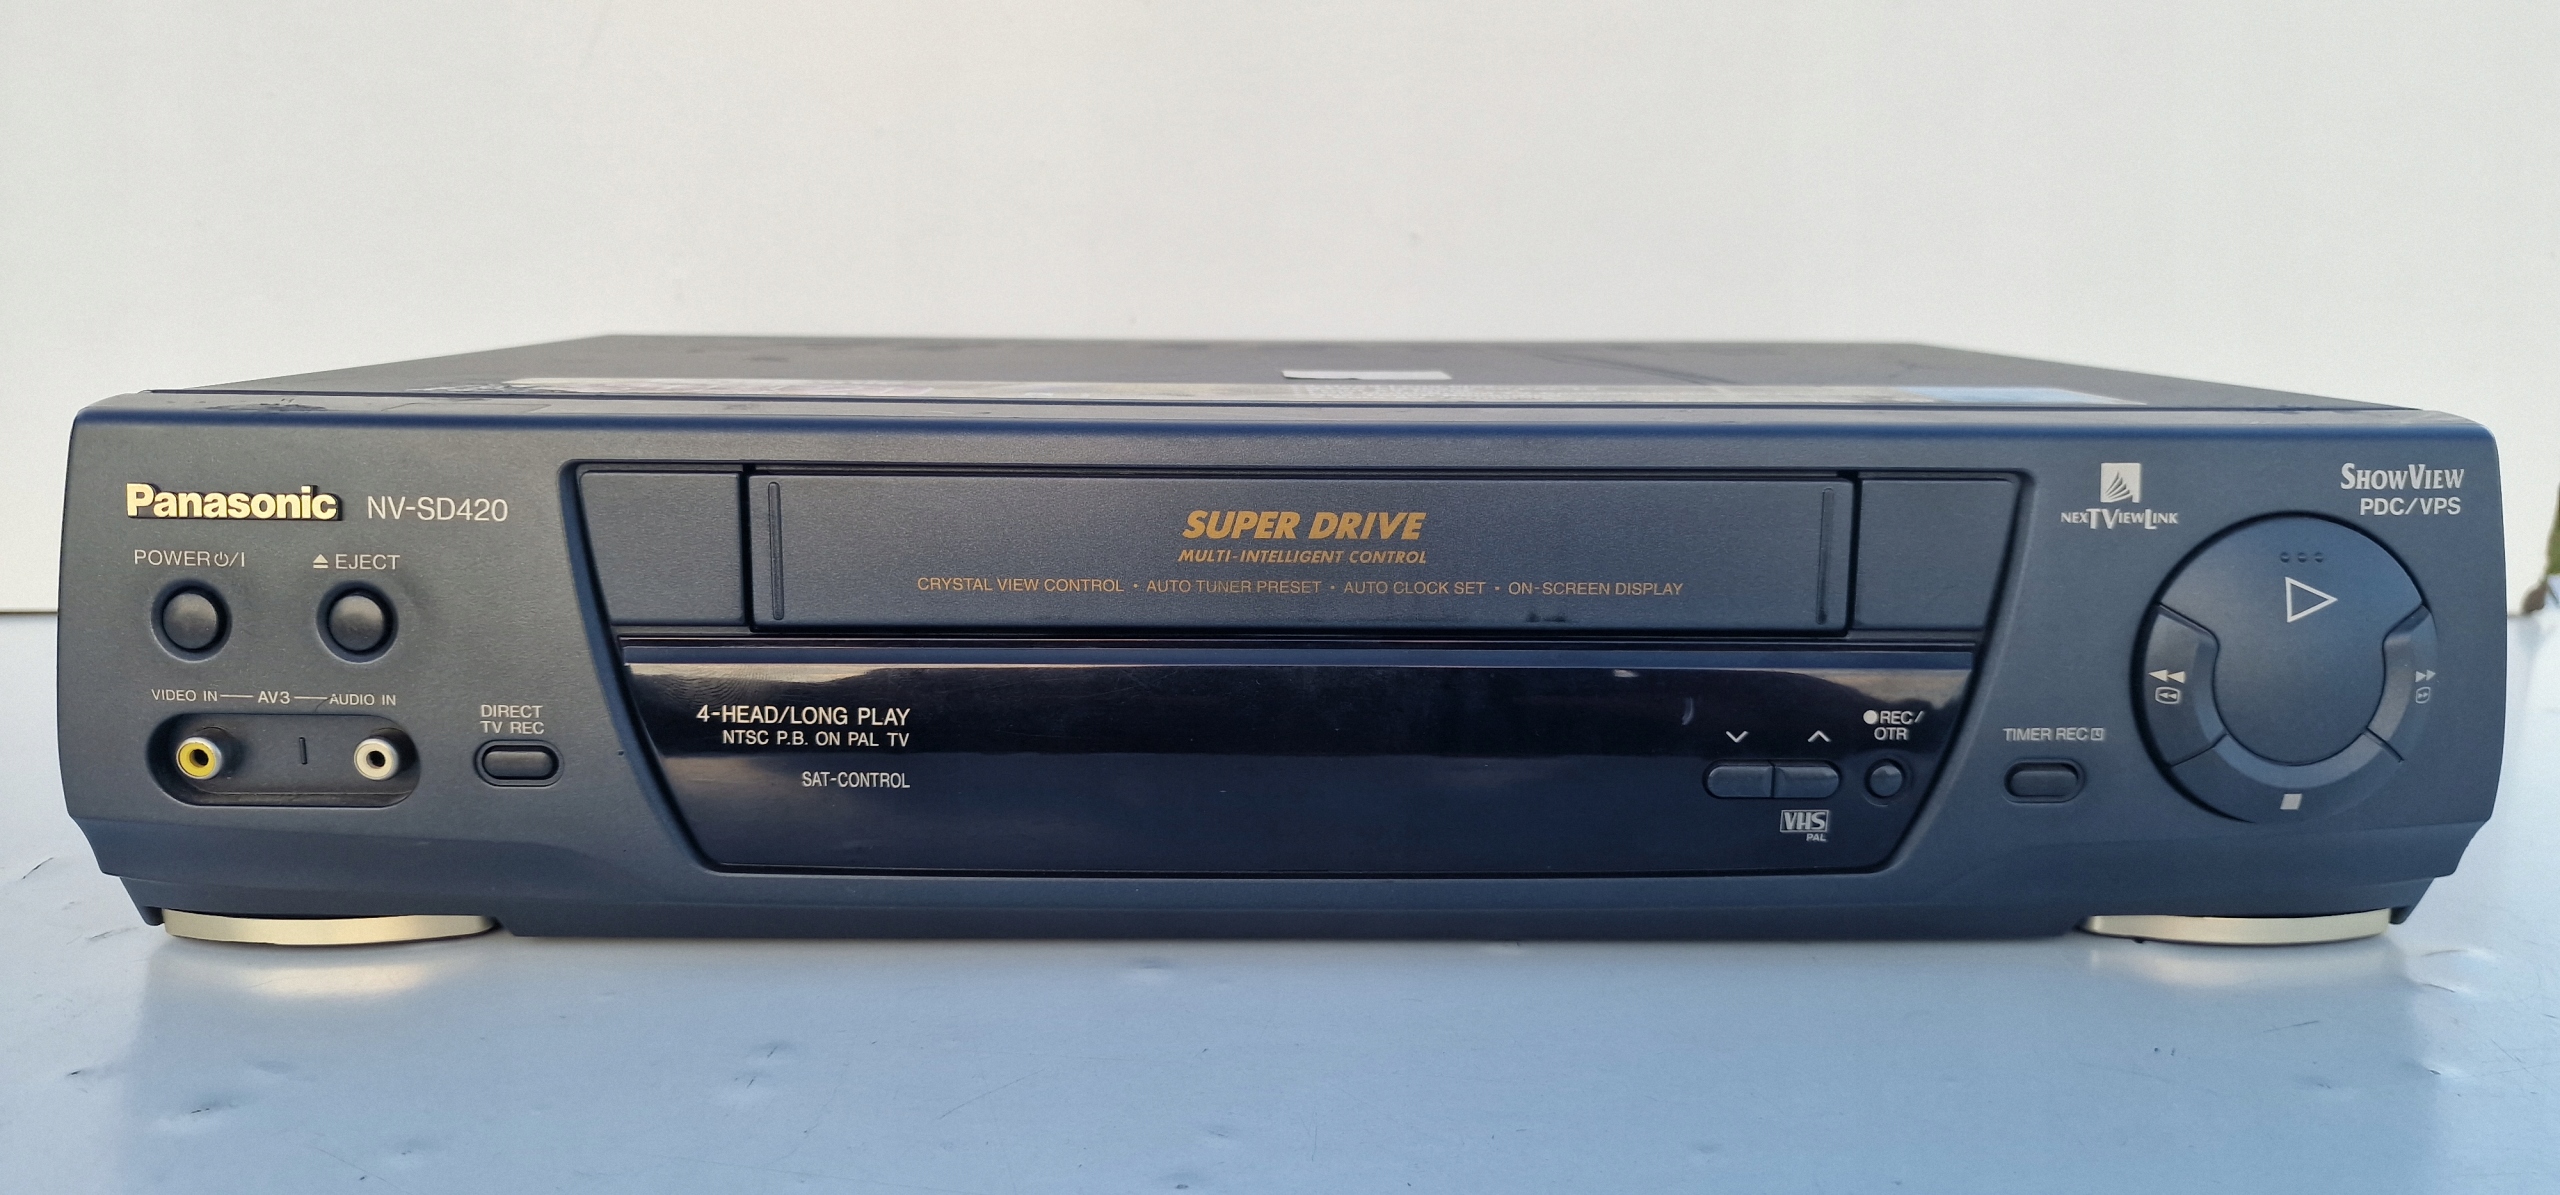 Panasonic NV-SD420
POWER⏻/I
⏏EJECT
VIDEO IN — AV3 — AUDIO IN
DIRECT
TV REC
SUPER DRIVE
MULTI-INTELLIGENT CONTROL
CRYSTAL VIEW CONTROL • AUTO TUNER PRESET • AUTO CLOCK SET • ON-SCREEN DISPLAY
4-HEAD/LONG PLAY
NTSC P.B. ON PAL TV
SAT-CONTROL
●REC/
OTR
VHS
PAL
NEXTVIEWLINK
SHOWVIEW
PDC/VPS
TIMER REC